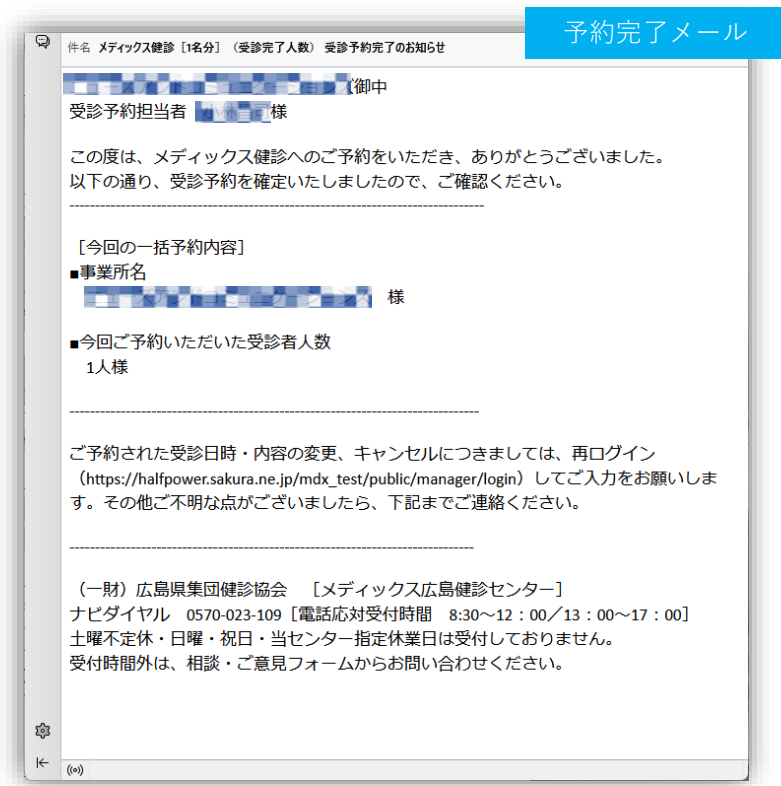 予約完了メール
件名 メディックス健診［1名分］（受診完了人数）受診予約完了のお知らせ
御中
受診予約担当者 様
この度は、メディックス健診へのご予約をいただき、ありがとうございました。
以下の通り、受診予約を確定いたしましたので、ご確認ください。
［今回の一括予約内容］
■事業所名
様
■今回ご予約いただいた受診者人数
1人様
ご予約された受診日時・内容の変更、キャンセルにつきましては、再ログイン
（https://halfpower.sakura.ne.jp/mdx_test/public/manager/login）してご入力をお願いしま
す。その他ご不明な点がございましたら、下記までご連絡ください。
（一財）広島県集団健診協会　［メディックス広島健診センター］
ナビダイヤル　0570-023-109［電話応対受付時間　8:30～12：00／13：00～17：00］
土曜不定休・日曜・祝日・当センター指定休業日は受付しておりません。
受付時間外は、相談・ご意見フォームからお問い合わせください。